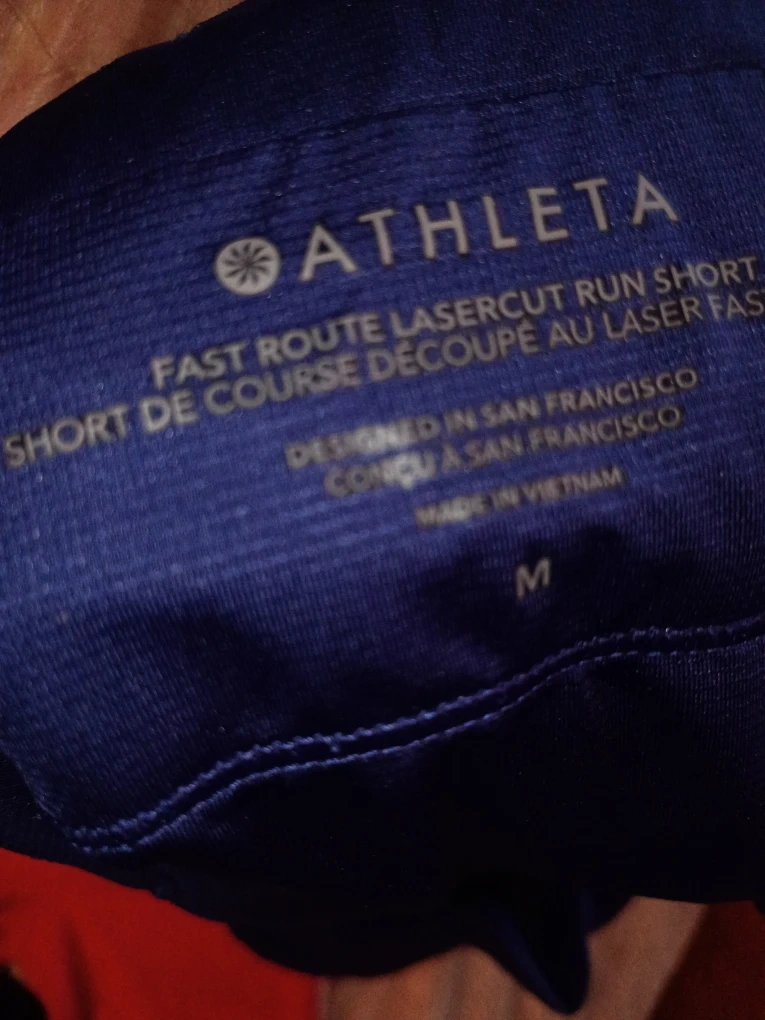 ATHLETA
FAST ROUTE LASERCUT RUN SHORT
SHORT DE COURSE DÉCOUPÉ AU LASER FAST
DESIGNED IN SAN FRANCISCO
CONÇU À SAN FRANCISCO
MADE IN VIETNAM
M